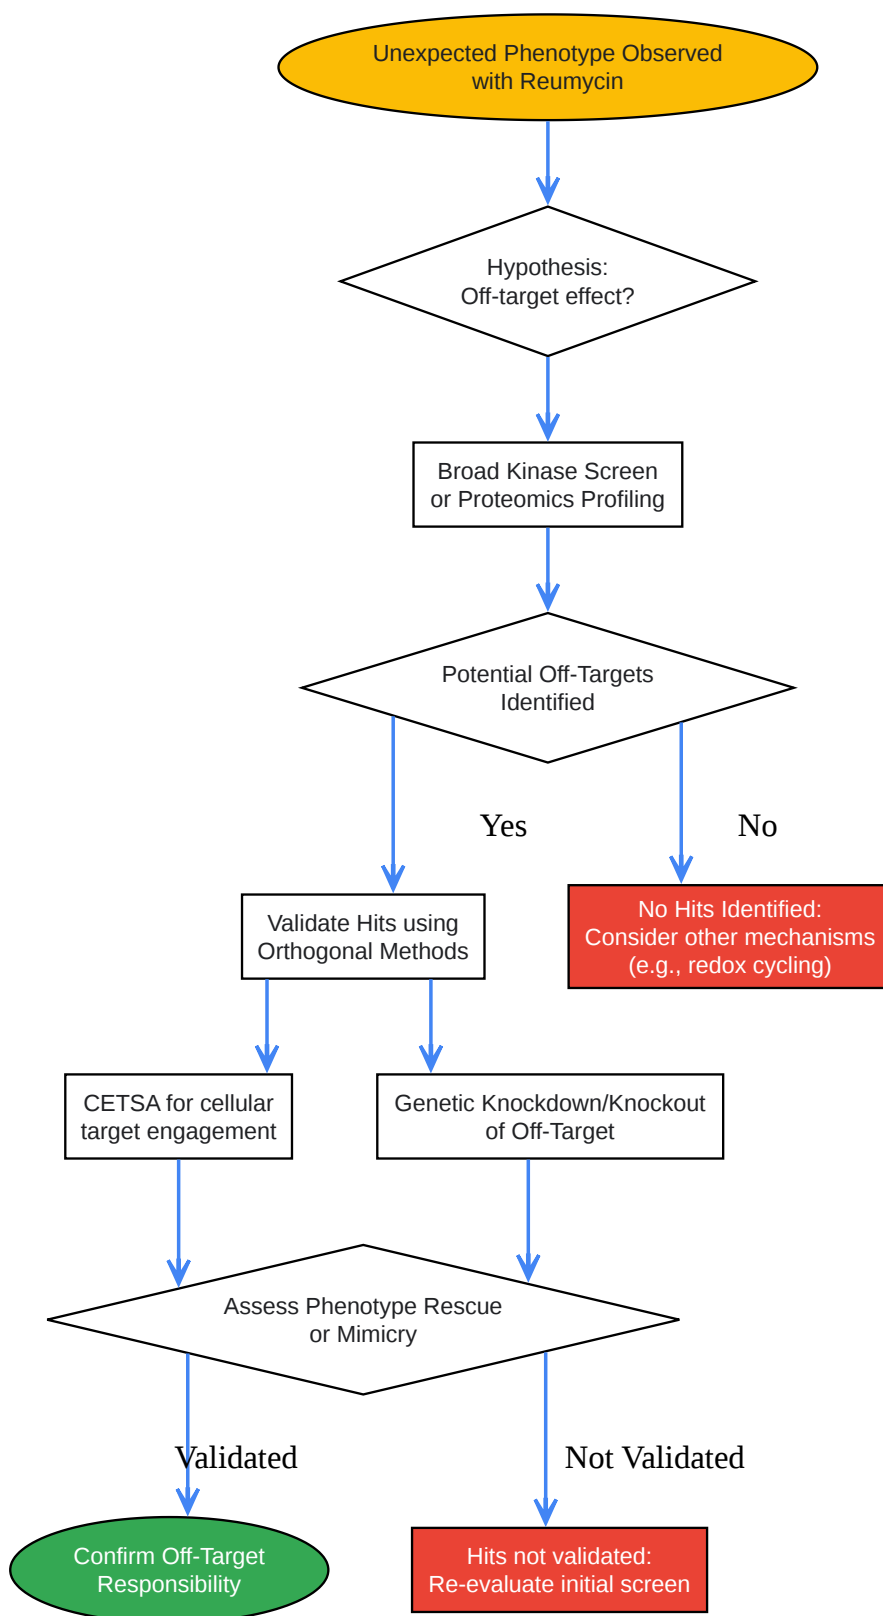 Unexpected Phenotype Observed
with Reumycin
Hypothesis:
Off-target effect?
Broad Kinase Screen
or Proteomics Profiling
Potential Off-Targets
Identified
Yes
No
Validate Hits using
Orthogonal Methods
No Hits Identified:
Consider other mechanisms
(e.g., redox cycling)
CETSA for cellular
target engagement
Genetic Knockdown/Knockout
of Off-Target
Assess Phenotype Rescue
or Mimicry
Validated
Not Validated
Confirm Off-Target
Responsibility
Hits not validated:
Re-evaluate initial screen